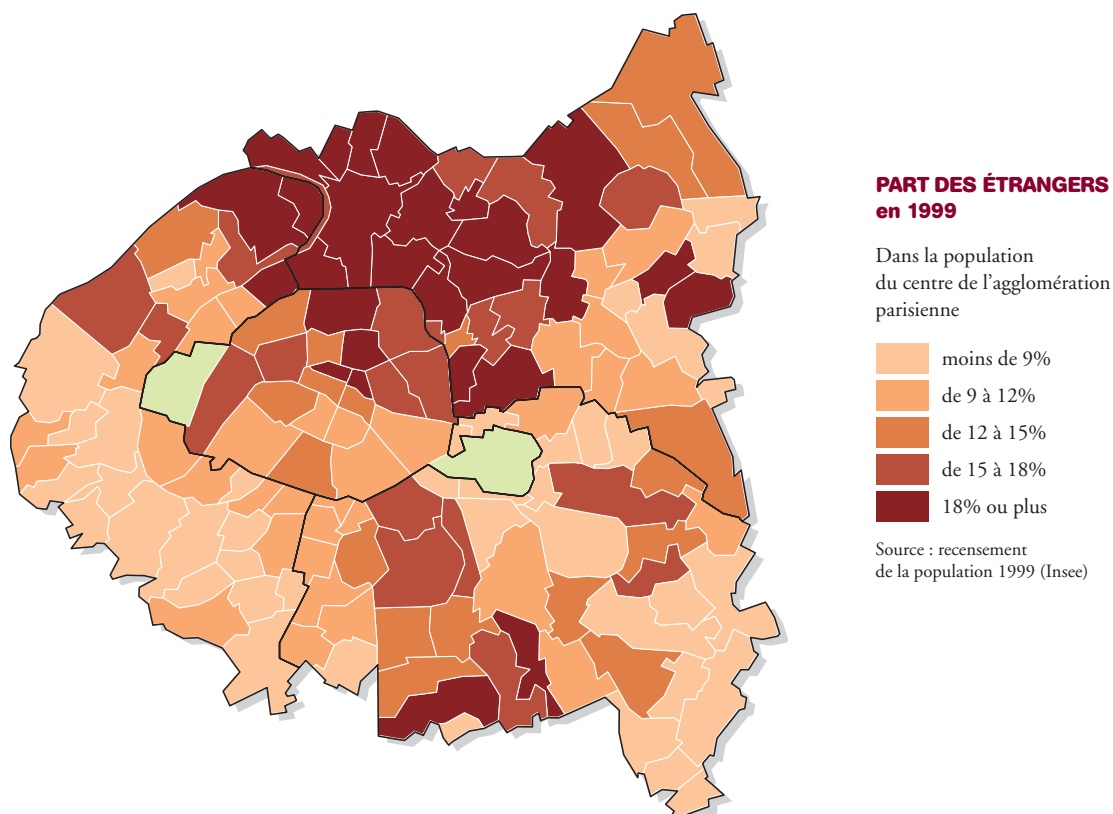 PART DES ÉTRANGERS
en 1999
Dans la population
du centre de l'agglomération
parisienne
moins de 9%
de 9 à 12%
de 12 à 15%
de 15 à 18%
18% ou plus
Source : recensement
de la population 1999 (Insee)